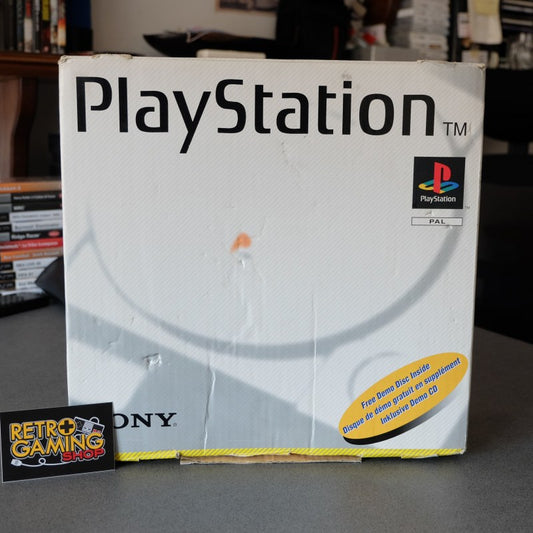 PlayStation™
PlayStation
PAL
Free Demo Disc Inside
Disque de démo gratuit en supplément
Inklusive Demo CD
ONY
RETRO
GAMING
SHOP